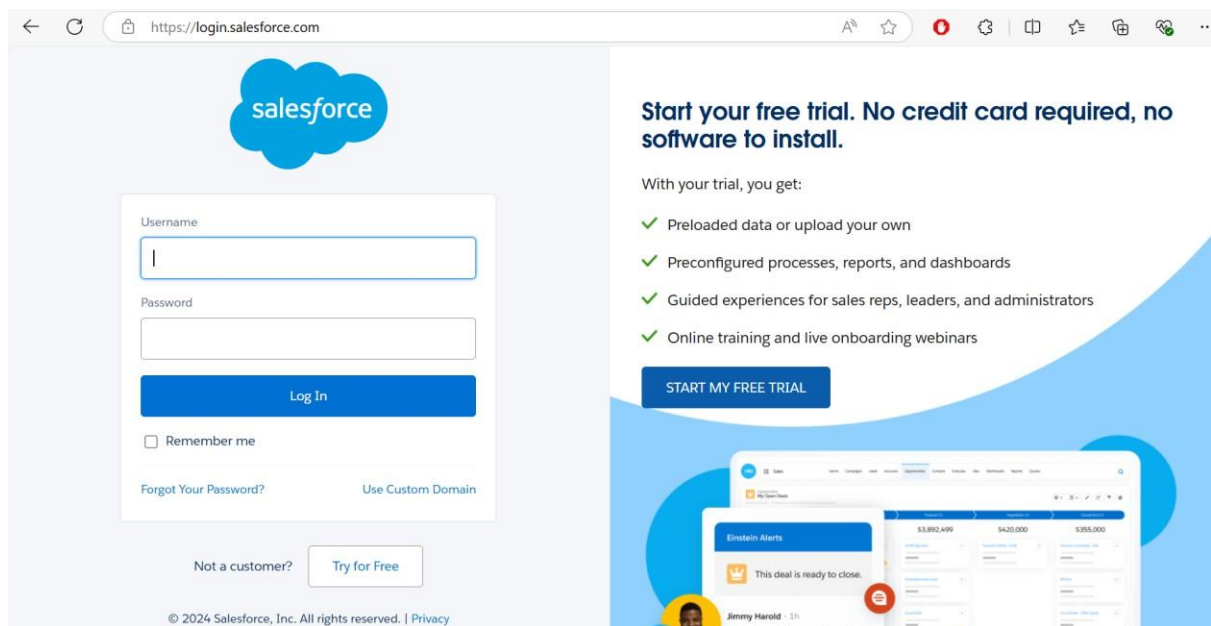 https://login.salesforce.com
salesforce
Username
Password
Log In
Remember me
Forgot Your Password? Use Custom Domain
Not a customer? Try for Free
© 2024 Salesforce, Inc. All rights reserved. | Privacy
Start your free trial. No credit card required, no
software to install.
With your trial, you get:
Preloaded data or upload your own
Preconfigured processes, reports, and dashboards
Guided experiences for sales reps, leaders, and administrators
Online training and live onboarding webinars
START MY FREE TRIAL
Sales
My Open Deals
$3,892,499 $420,000 $355,000
Einstein Alerts
This deal is ready to close.
Jimmy Harold · 1h